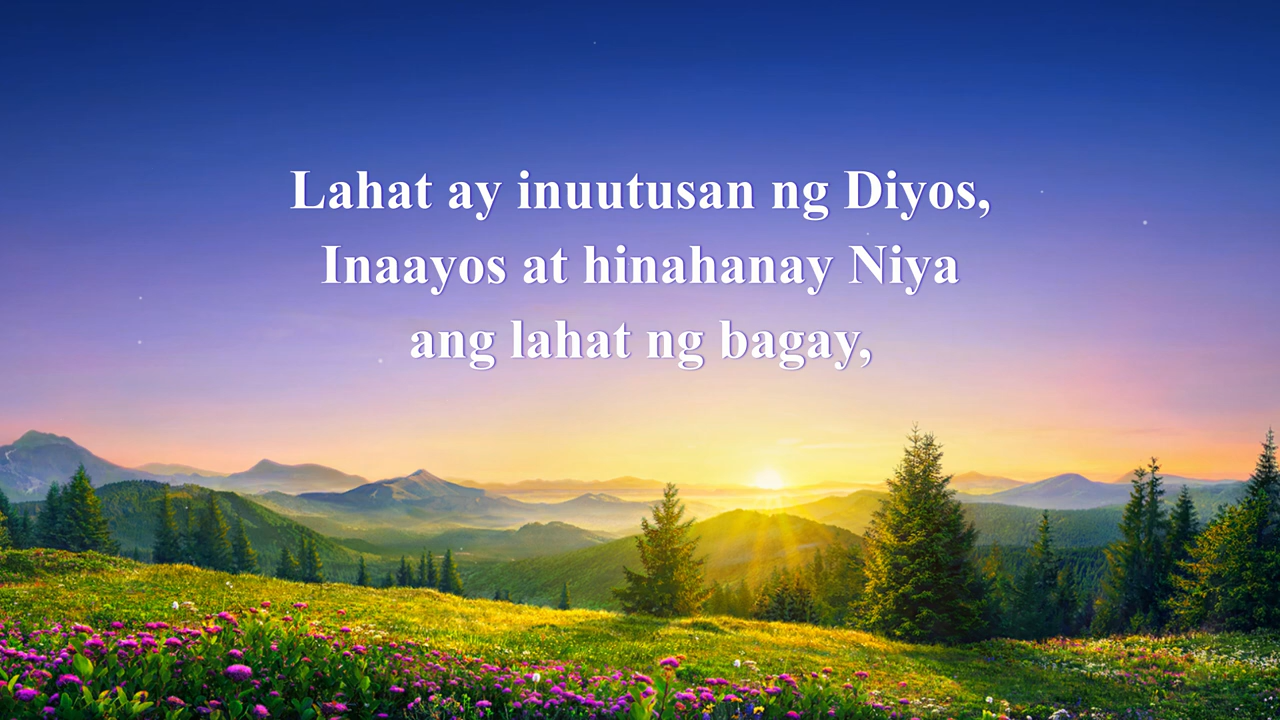 Lahat ay inuutusan ng Diyos,
Inaayos at hinahanay Niya
ang lahat ng bagay,